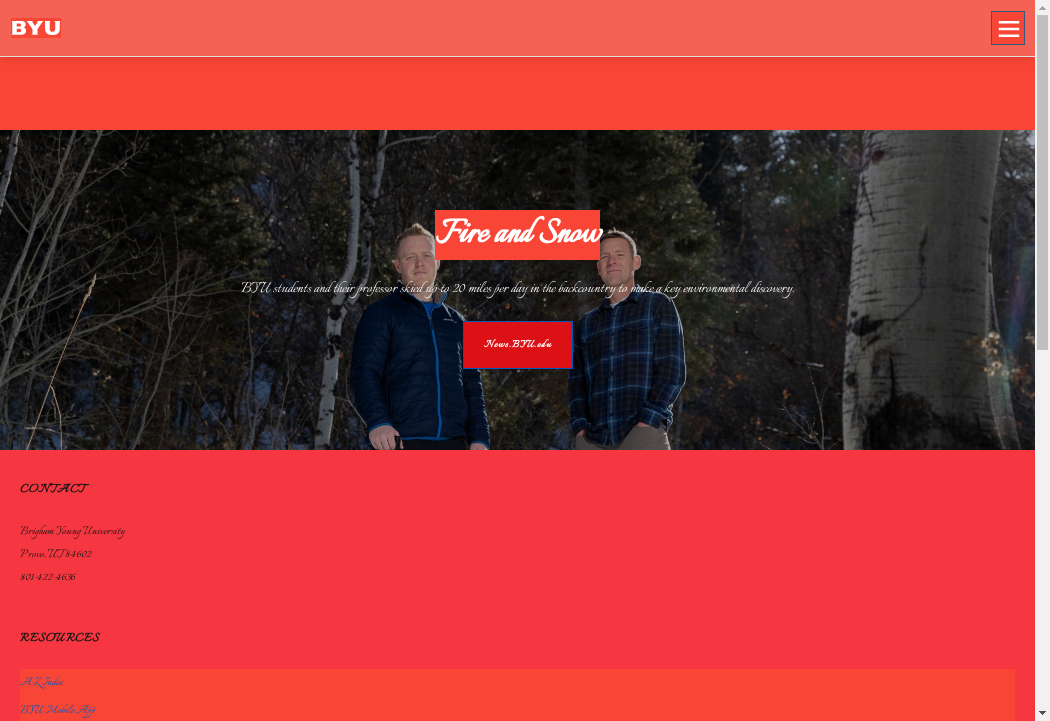 BYU
Fire and Snow
BYU students and their professor skied up to 20 miles per day in the backcountry to make a key environmental discovery.
News.BYU.edu
CONTACT
Brigham Young University
Provo, UT 84602
801-422-4636
RESOURCES
A-Z Index
BYU Mobile App